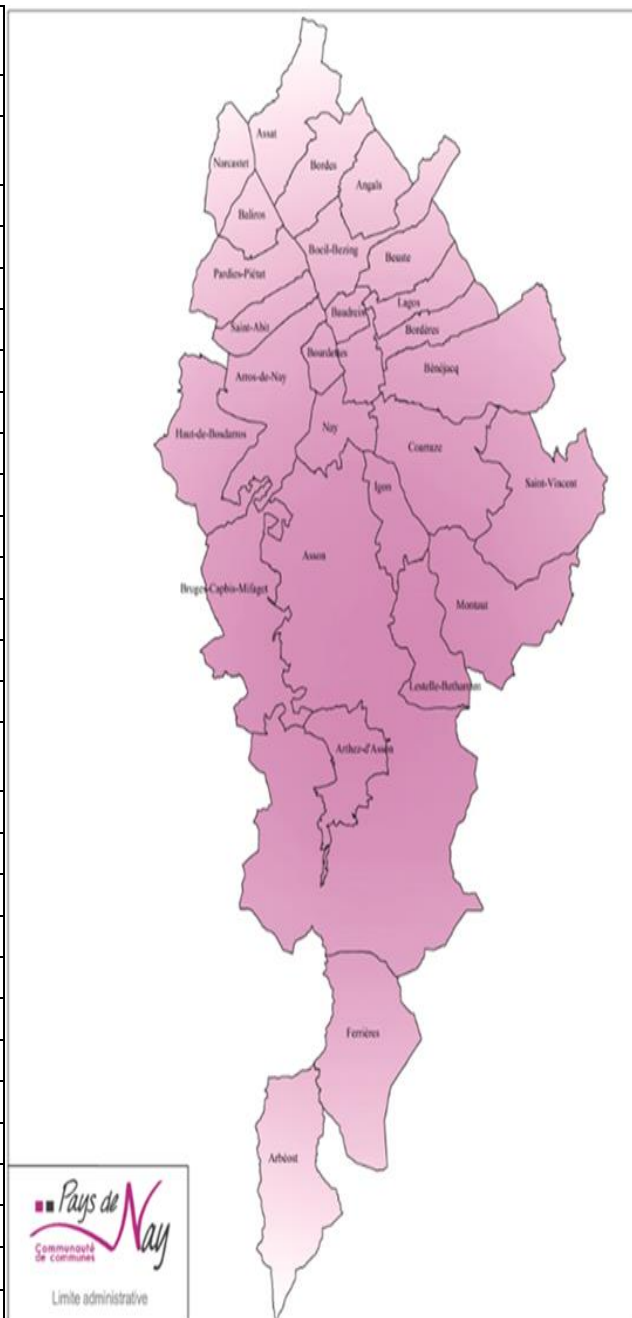 Assat
Narcastet
Bordes
Angaïs
Baliros
Boeil-Bezing
Beuste
Pardies-Piétat
Lagos
Baudreix
Saint-Abit
Bordères
Bourdettes
Bénéjacq
Arros-de-Nay
Nay
Haut-de-Bosdarros
Coarraze
Igon
Saint-Vincent
Asson
Bruges-Capbis-Mifaget
Montaut
Lestelle-Betharram
Arthez-d'Asson
Ferrières
Arbéost
Pays de Nay
Communauté
de communes
Limite administrative